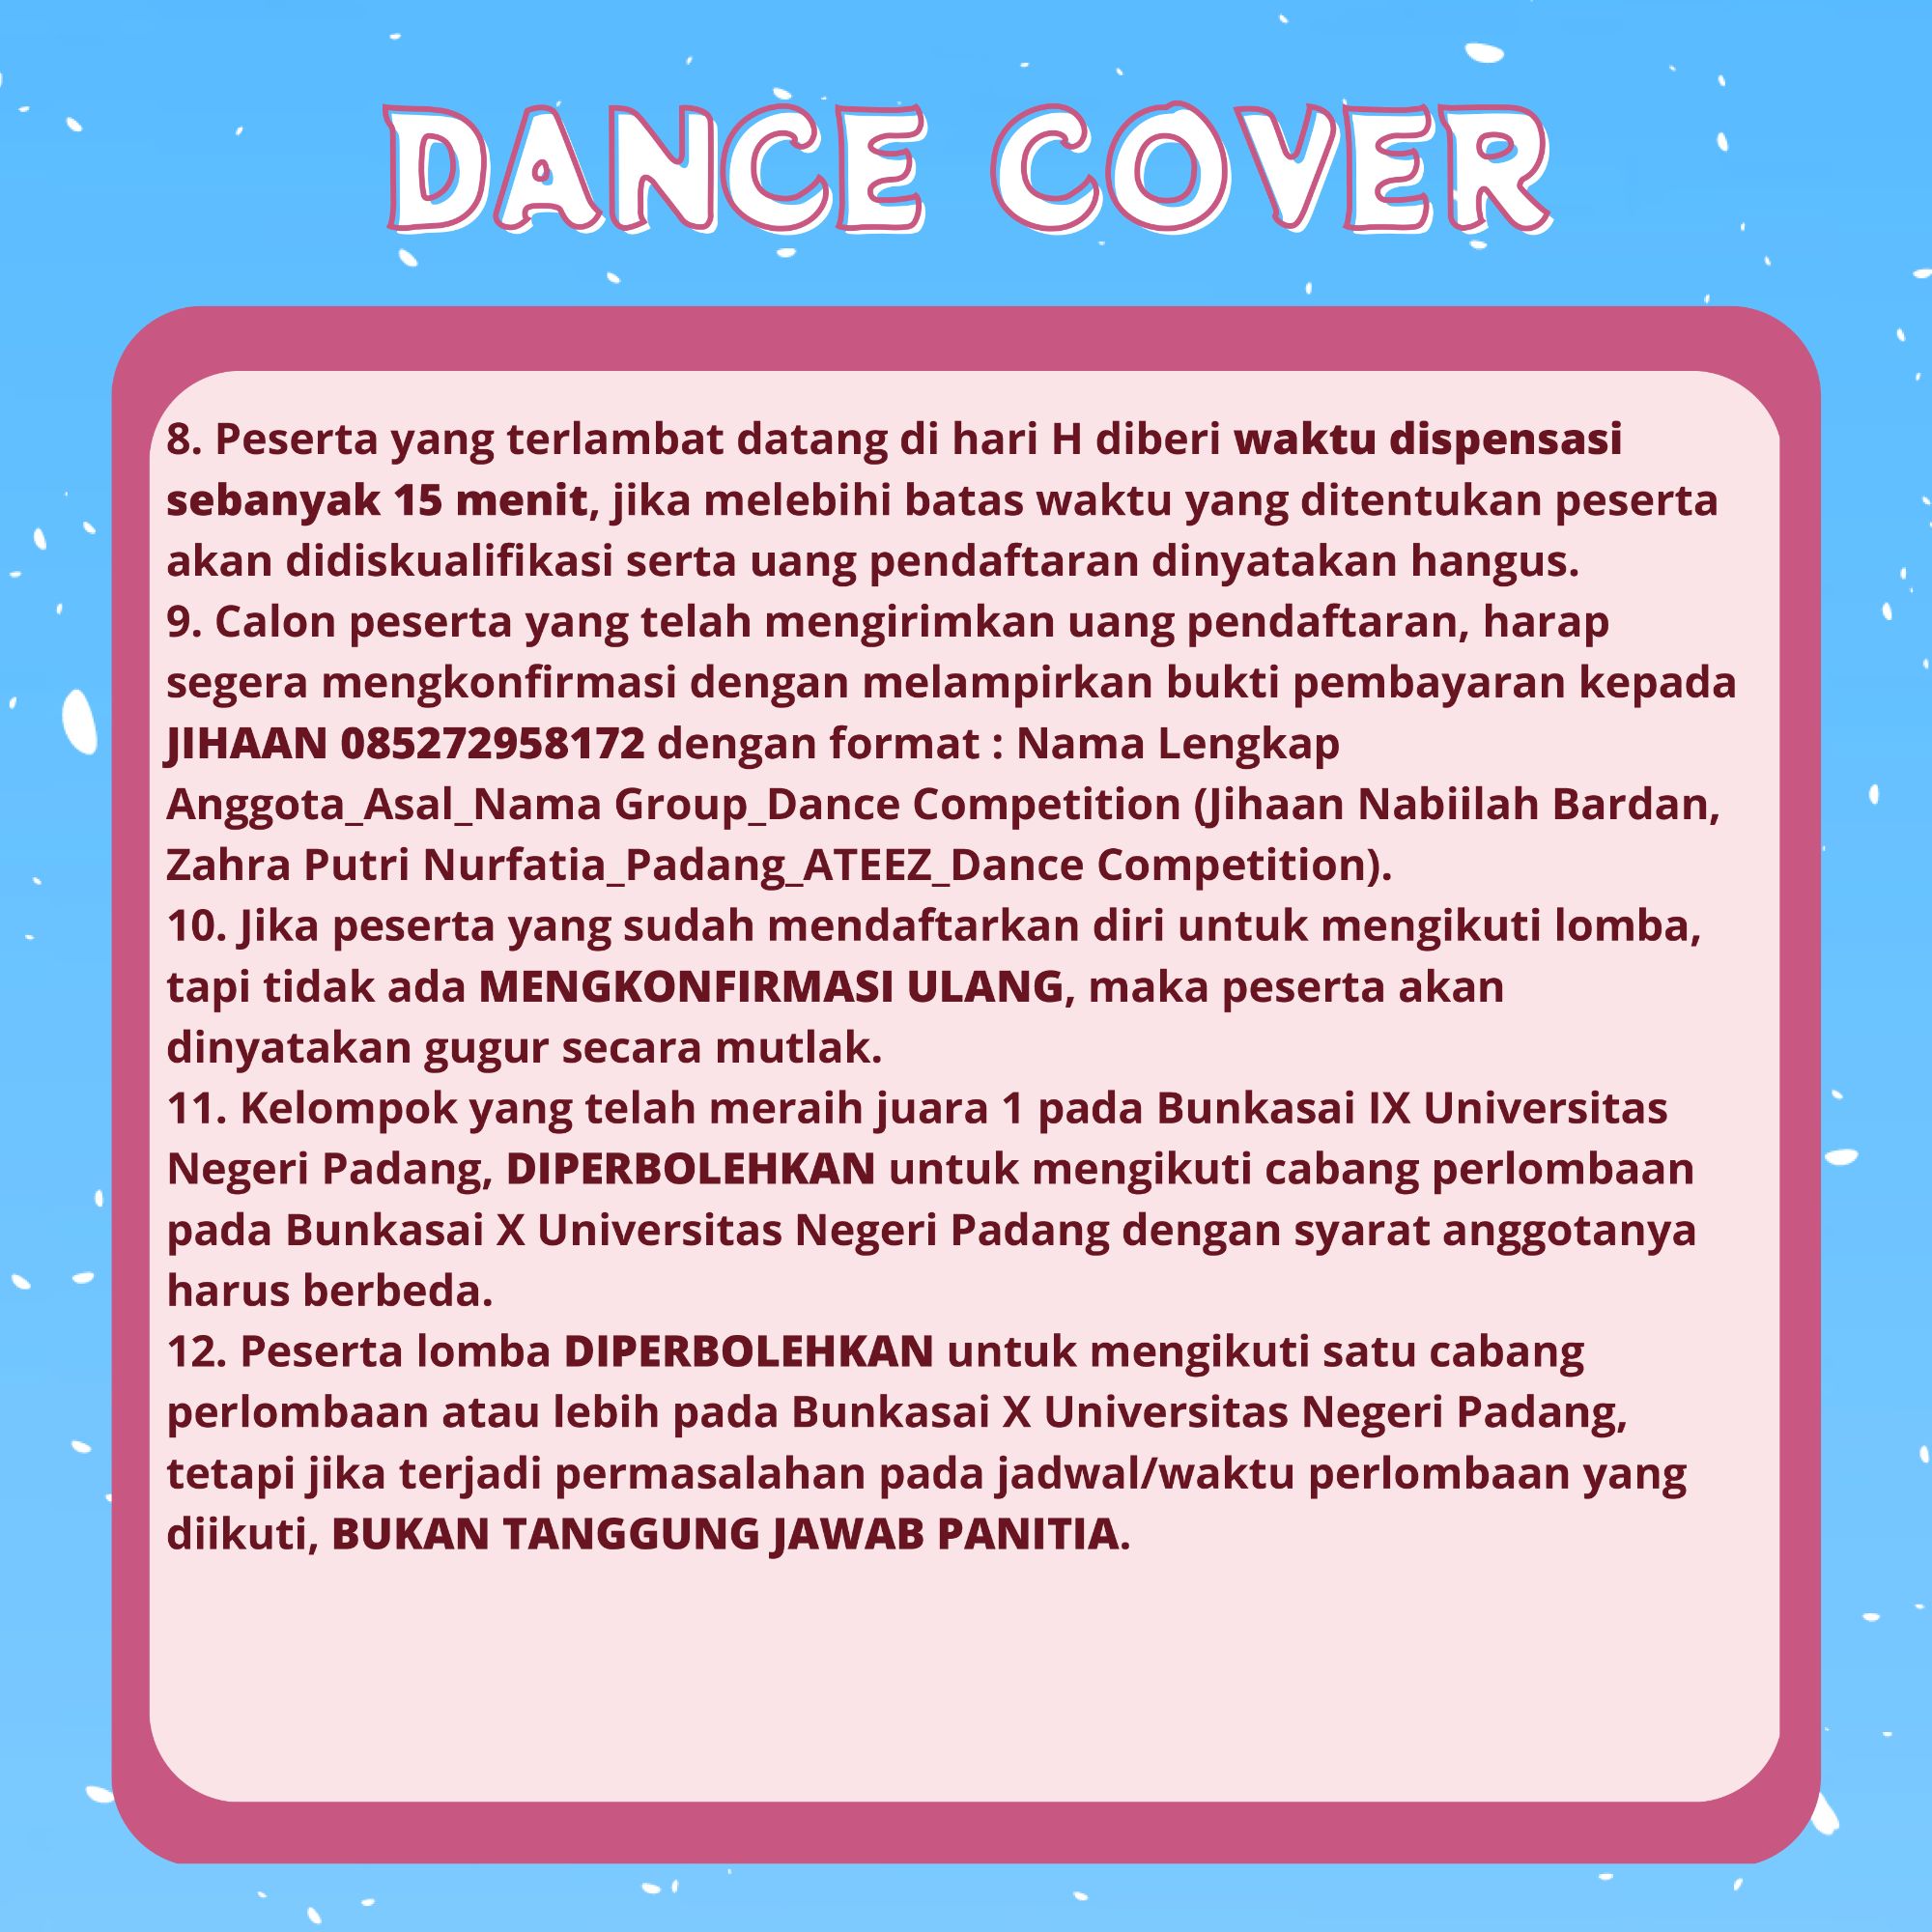 DANCE COVER
8. Peserta yang terlambat datang di hari H diberi waktu dispensasi
sebanyak 15 menit, jika melebihi batas waktu yang ditentukan peserta
akan didiskualifikasi serta uang pendaftaran dinyatakan hangus.
9. Calon peserta yang telah mengirimkan uang pendaftaran, harap
segera mengkonfirmasi dengan melampirkan bukti pembayaran kepada
JIHAAN 085272958172 dengan format : Nama Lengkap
Anggota_Asal_Nama Group_Dance Competition (Jihaan Nabiilah Bardan,
Zahra Putri Nurfatia_Padang_ATEEZ_Dance Competition).
10. Jika peserta yang sudah mendaftarkan diri untuk mengikuti lomba,
tapi tidak ada MENGKONFIRMASI ULANG, maka peserta akan
dinyatakan gugur secara mutlak.
11. Kelompok yang telah meraih juara 1 pada Bunkasai IX Universitas
Negeri Padang, DIPERBOLEHKAN untuk mengikuti cabang perlombaan
pada Bunkasai X Universitas Negeri Padang dengan syarat anggotanya
harus berbeda.
12. Peserta lomba DIPERBOLEHKAN untuk mengikuti satu cabang
perlombaan atau lebih pada Bunkasai X Universitas Negeri Padang,
tetapi jika terjadi permasalahan pada jadwal/waktu perlombaan yang
diikuti, BUKAN TANGGUNG JAWAB PANITIA.